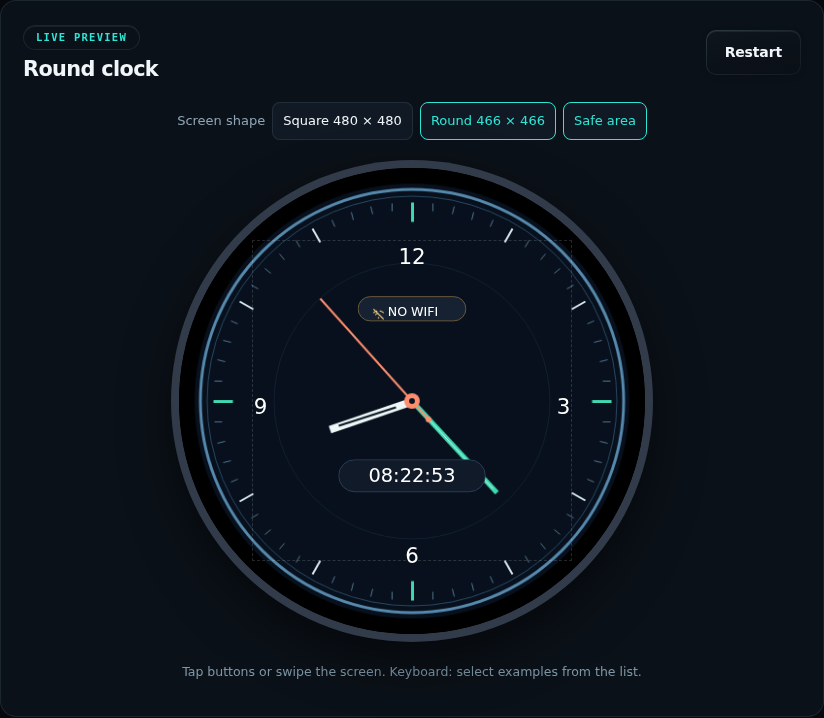 LIVE PREVIEW
Round clock
Restart
Screen shape
Square 480 × 480
Round 466 × 466
Safe area
12
NO WIFI
9
3
08:22:53
6
Tap buttons or swipe the screen. Keyboard: select examples from the list.